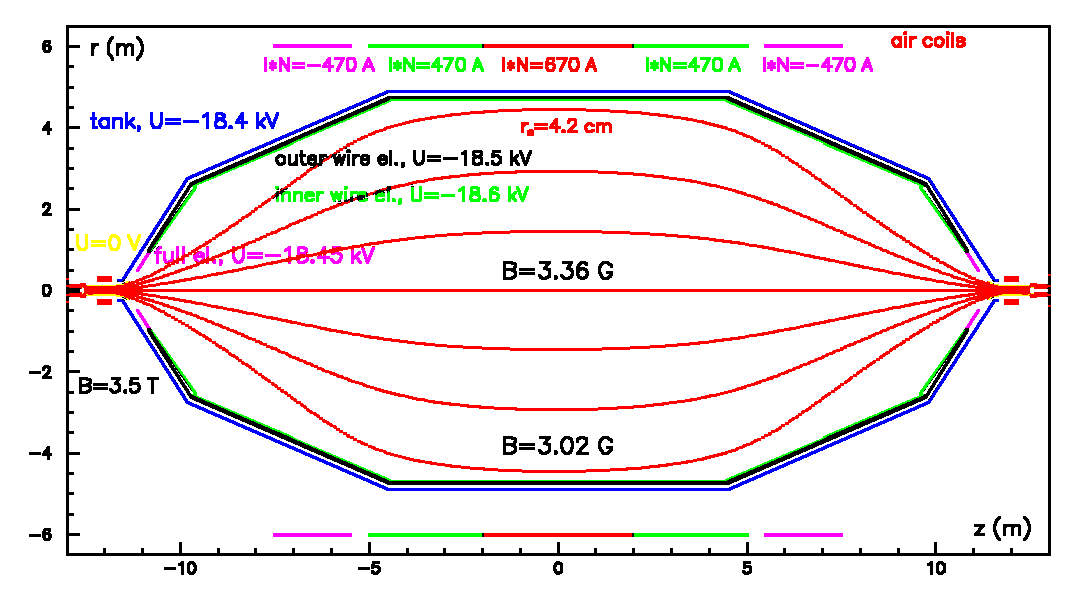 6 r (m) air coils
I*N=-470 A I*N=470 A I*N=670 A I*N=470 A I*N=-470 A
4 tank, U=-18.4 kV rs=4.2 cm
outer wire el., U=-18.5 kV
2 inner wire el., U=-18.6 kV
U=0 V full el., U=-18.45 kV
B=3.36 G
0
-2 B=3.5 T
-4 B=3.02 G
-6 z (m)
-10 -5 0 5 10